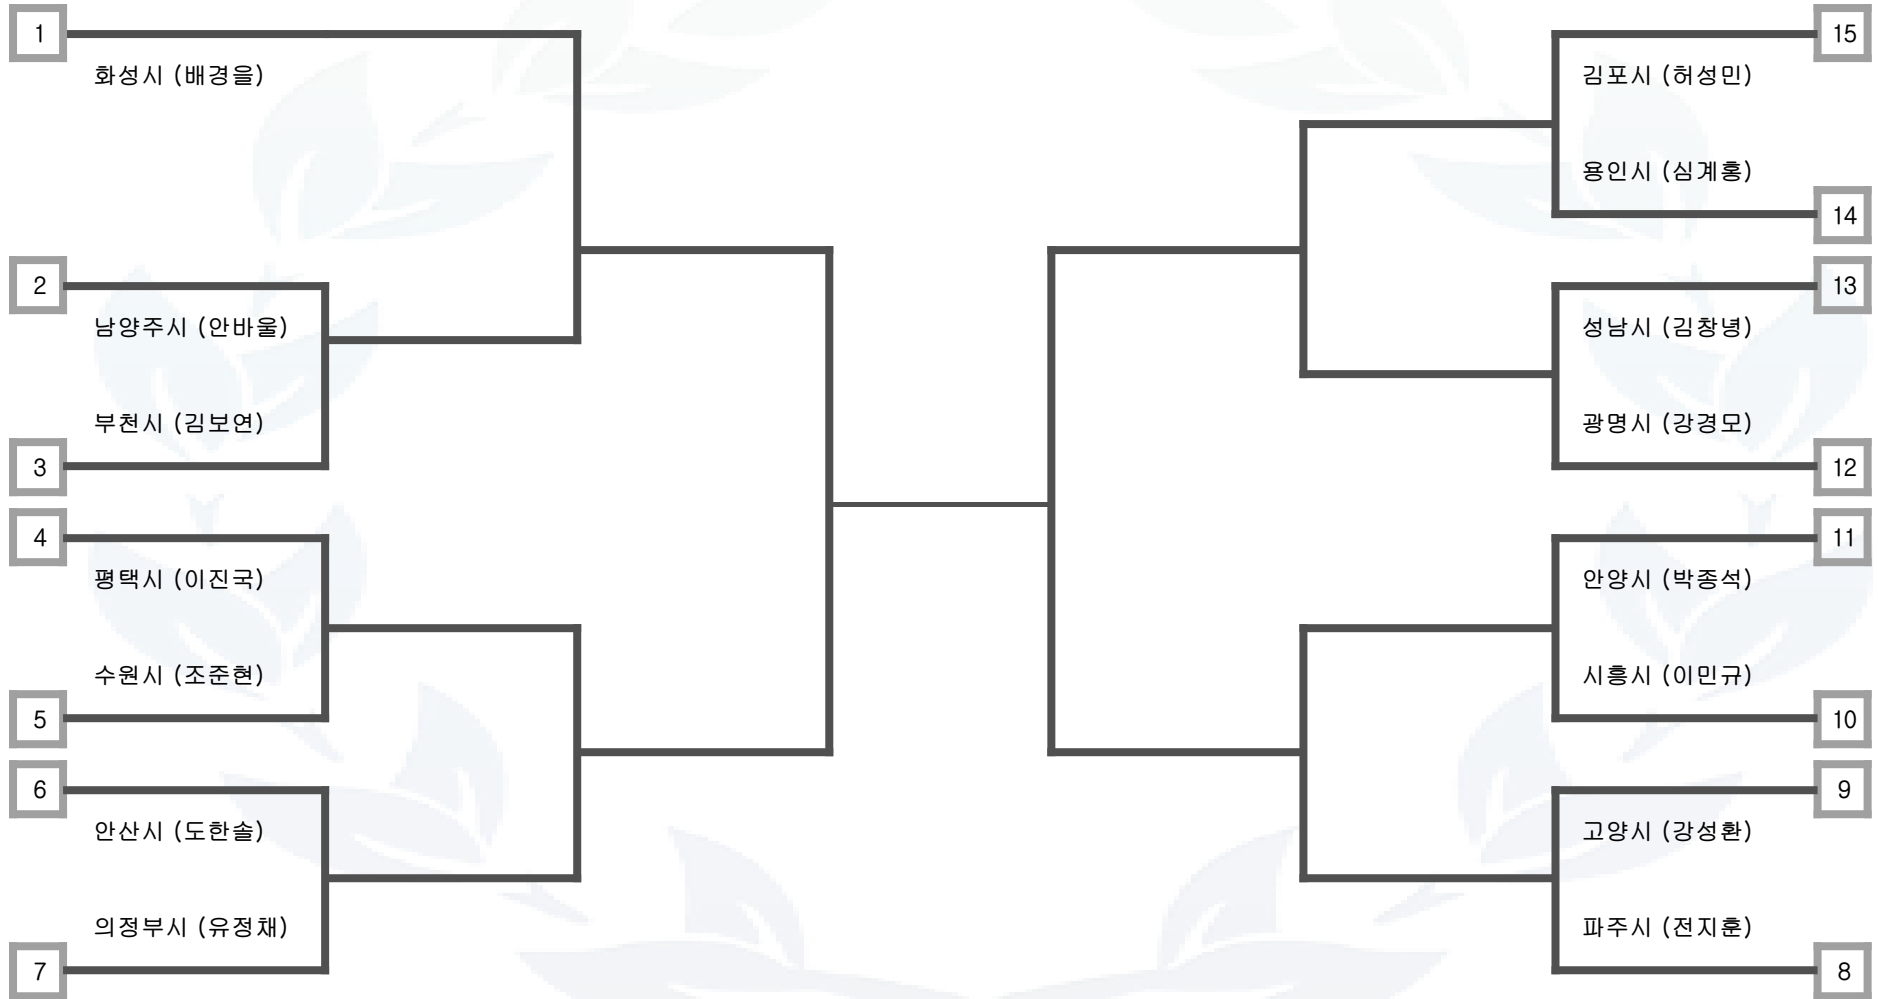 1
화성시 (배경을)
2
남양주시 (안바울)
부천시 (김보연)
3
4
평택시 (이진국)
수원시 (조준현)
5
6
안산시 (도한솔)
의정부시 (유정채)
7
15
김포시 (허성민)
용인시 (심계홍)
14
13
성남시 (김창녕)
광명시 (강경모)
12
11
안양시 (박종석)
시흥시 (이민규)
10
9
고양시 (강성환)
파주시 (전지훈)
8